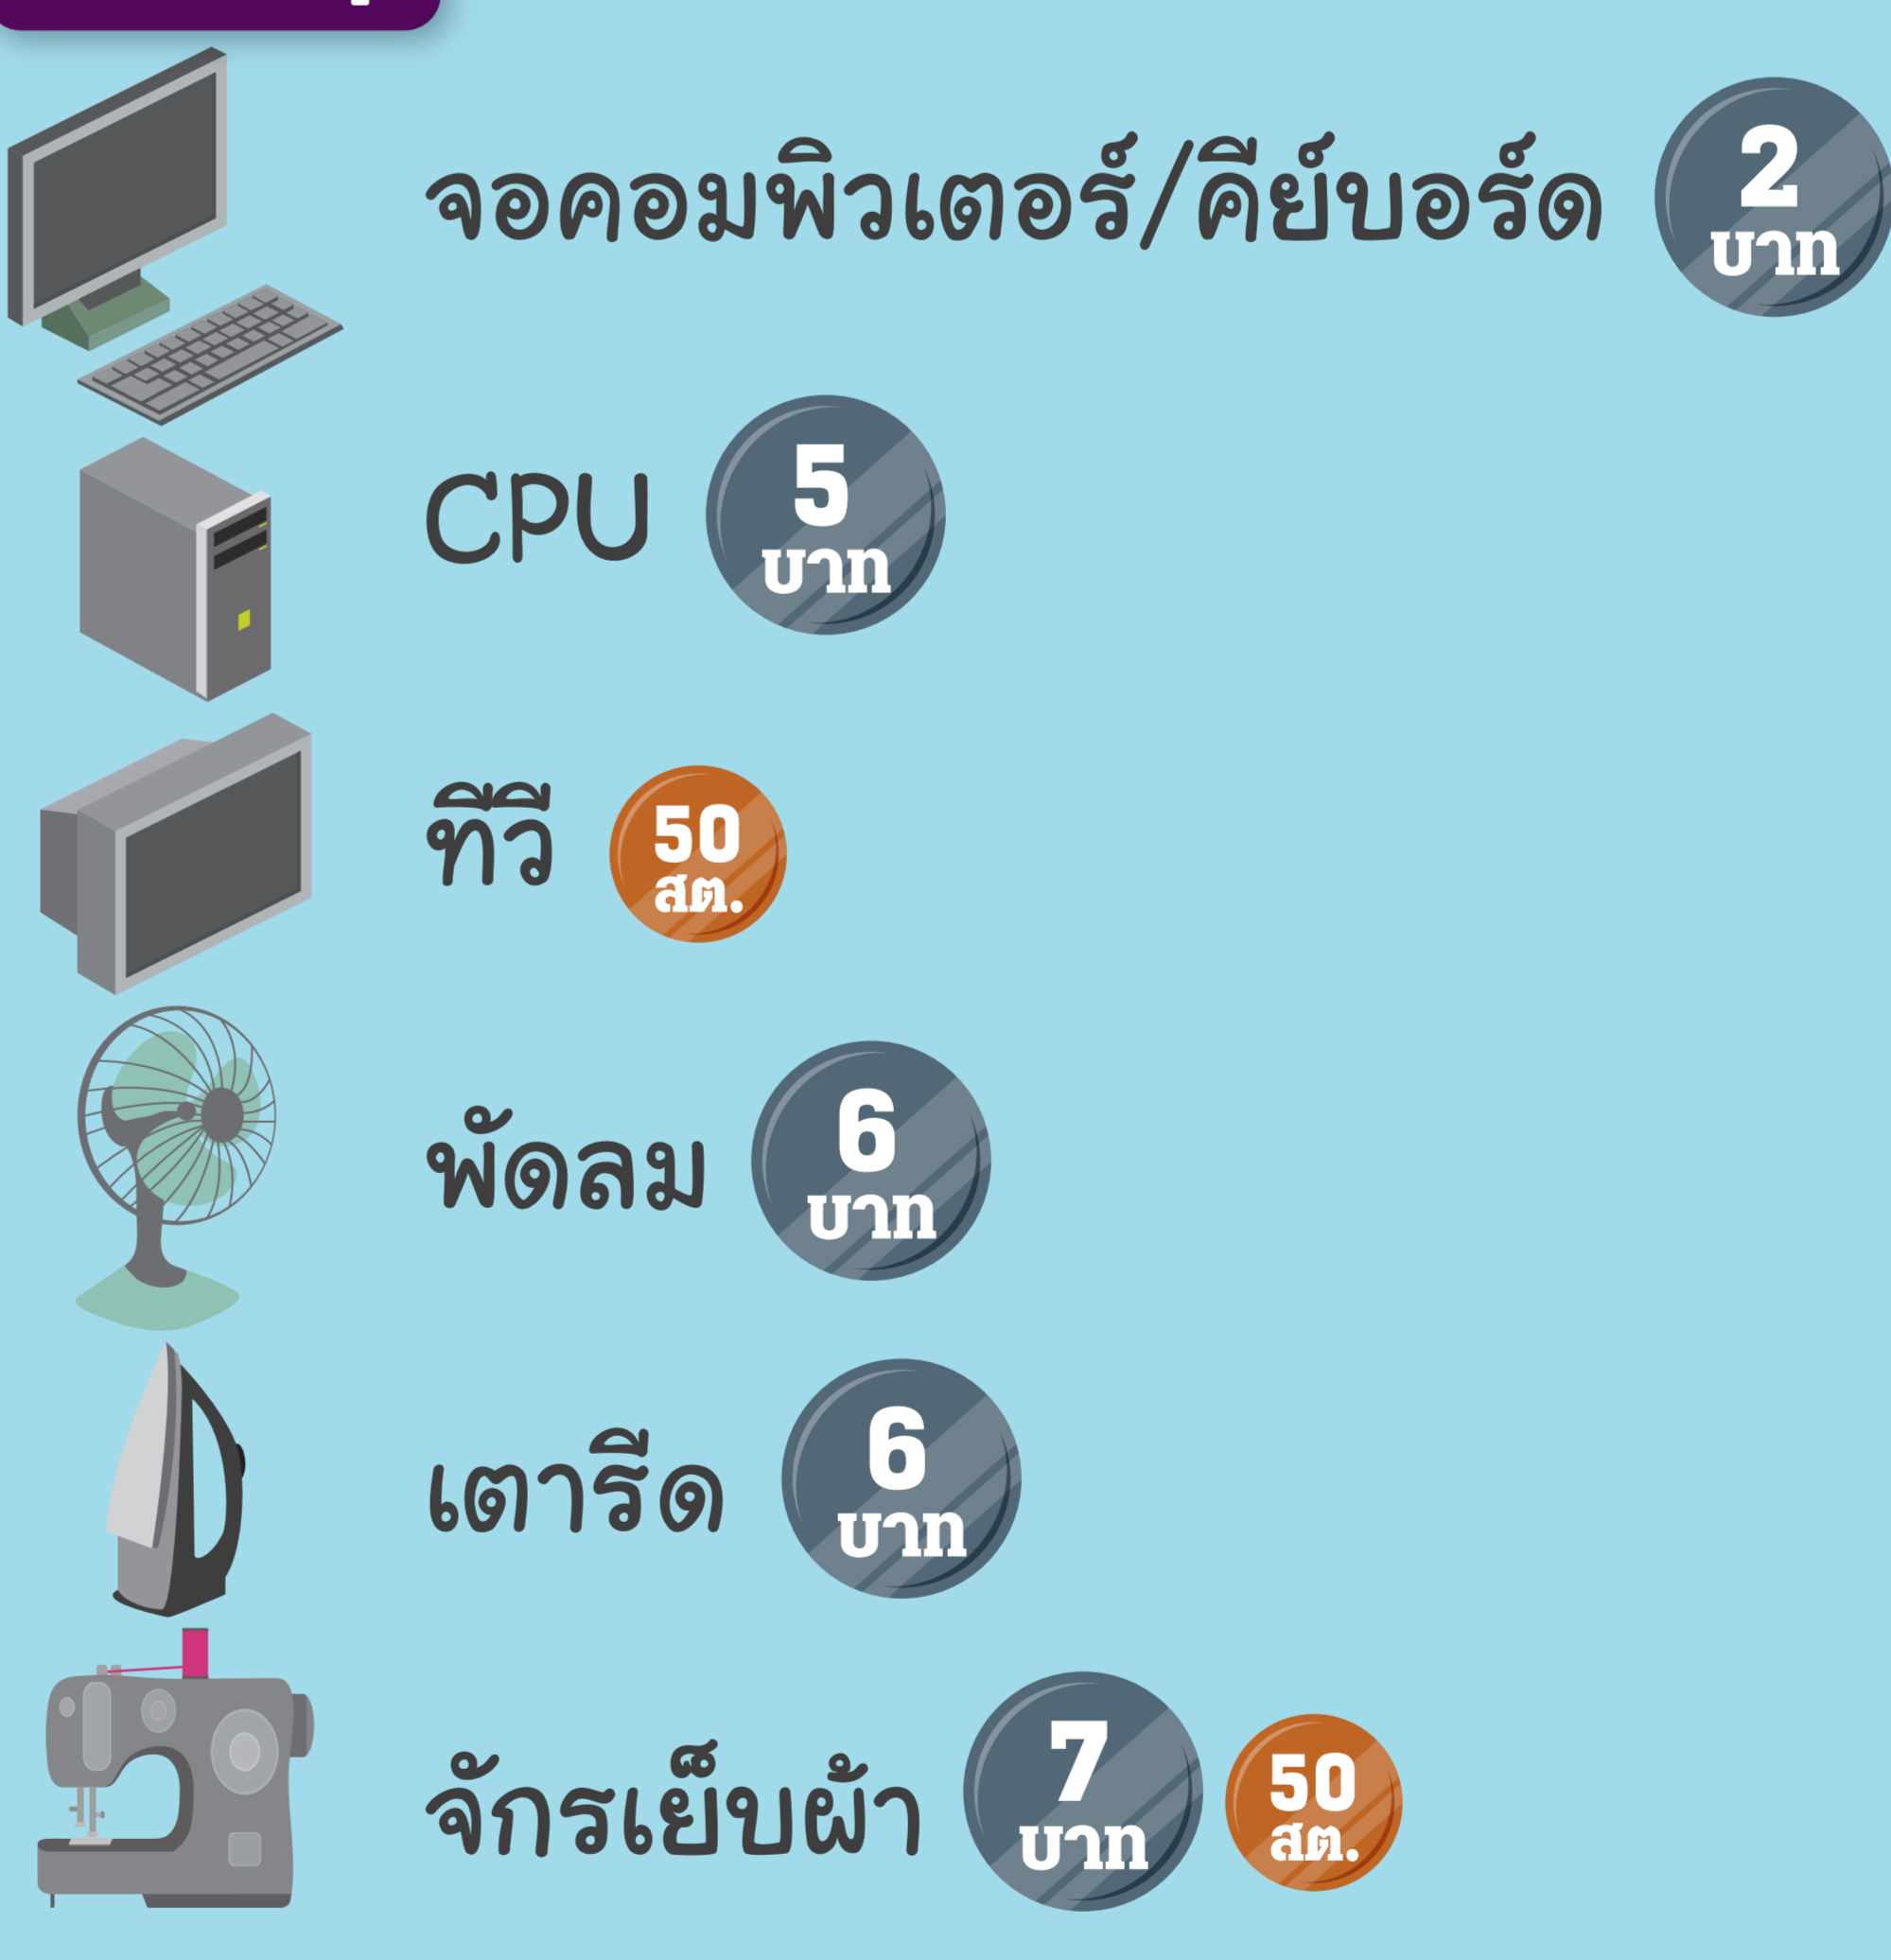 จอคอมพิวเตอร์/คีย์บอร์ด 2 บาท
CPU 5 บาท
ทีวี 50 สต.
พัดลม 6 บาท
เตารีด 6 บาท
จักรเย็บผ้า 7 บาท 50 สต.